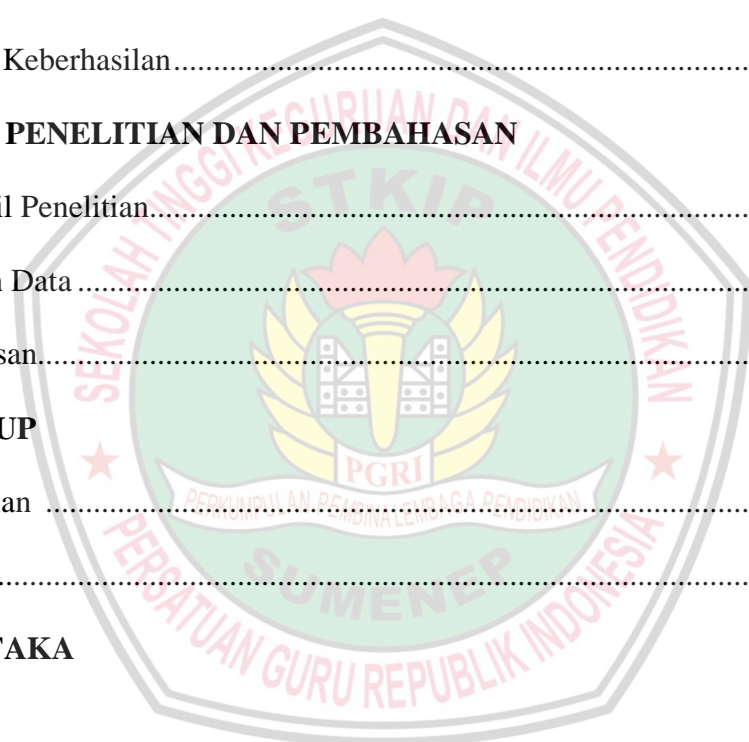 Keberhasilan
PENELITIAN DAN PEMBAHASAN
il Penelitian
Data
san
UP
an
TAKA
SEKOLAH TINGGI KEGURUAN DAN ILMU PENDIDIKAN
STKIP
PGRI
PERKUMPULAN PEMBINA LEMBAGA PENDIDIKAN
SUMENEP
PERSATUAN GURU REPUBLIK INDONESIA